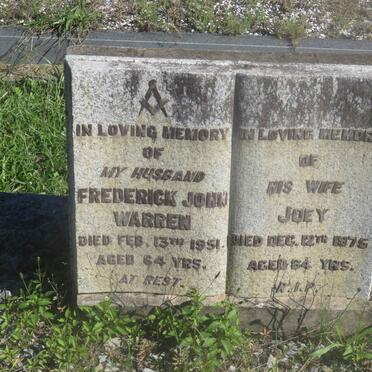 IN LOVING MEMORY
OF
MY HUSBAND
FREDERICK JOHN
WARREN
DIED FEB. 13TH 1951.
AGED 64 YRS.
AT REST.
IN LOVING MEMORY
OF
HIS WIFE
JOEY
DIED DEC. 12TH 1975
AGED 84 YRS.
R.I.P.